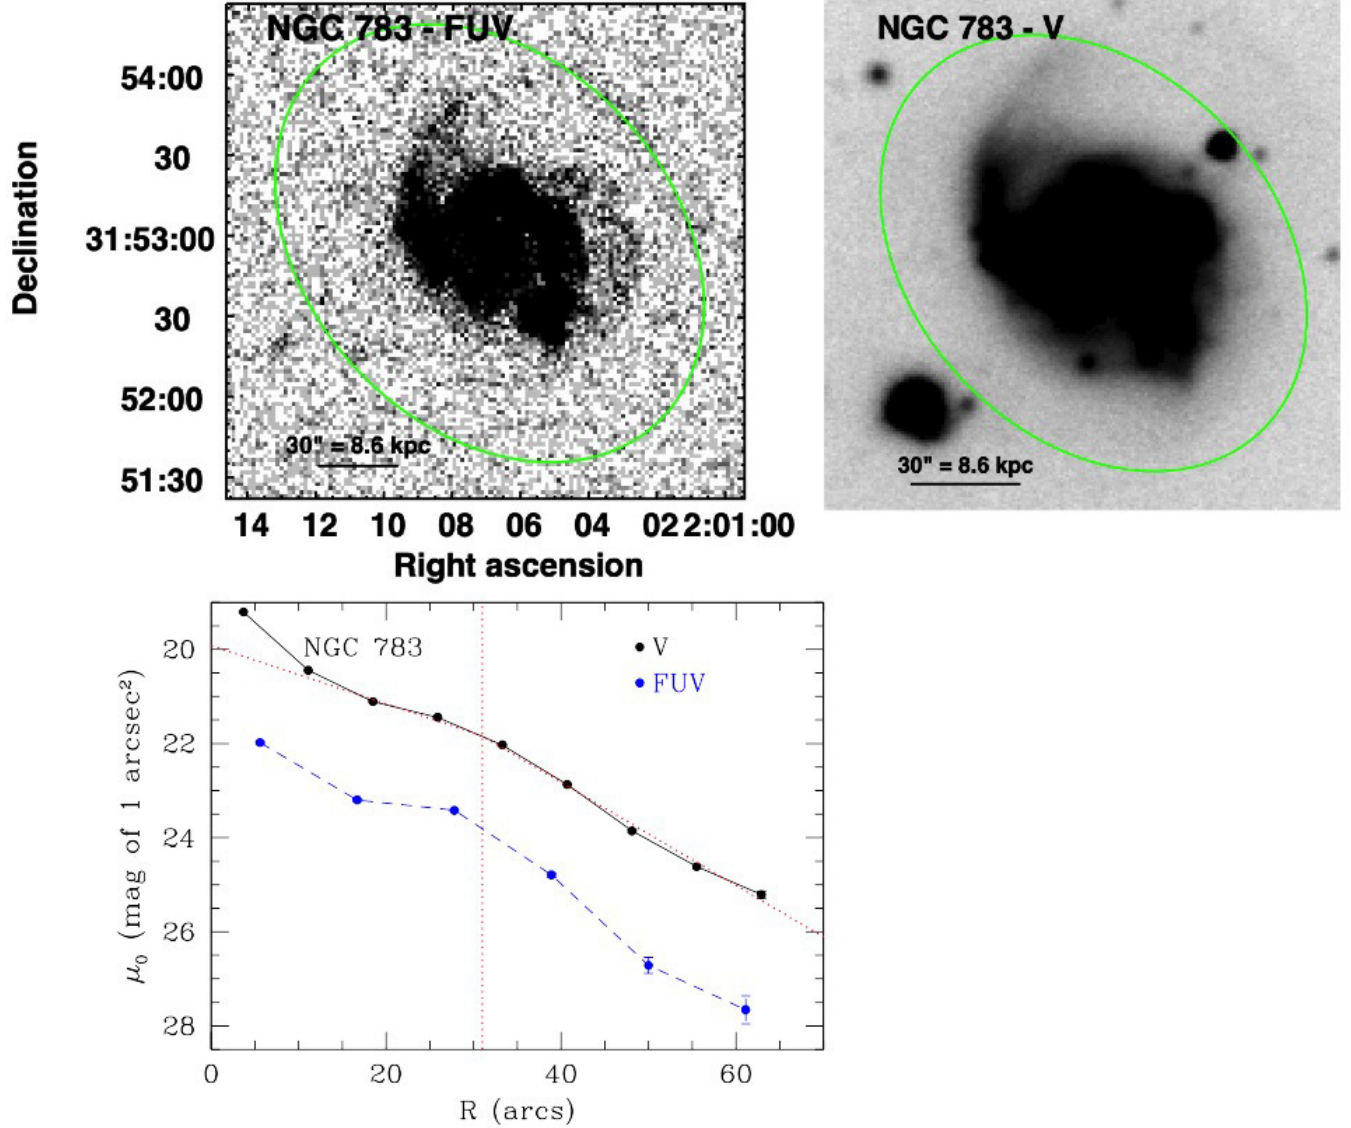 NGC 783 - FUV
54:00
30
31:53:00
30
52:00
51:30
Declination
30" = 8.6 kpc
14 12 10 08 06 04 02 2:01:00
Right ascension
NGC 783 - V
30" = 8.6 kpc
NGC 783
V
FUV
20
22
24
26
28
μ₀ (mag of 1 arcsec²)
0 20 40 60
R (arcs)